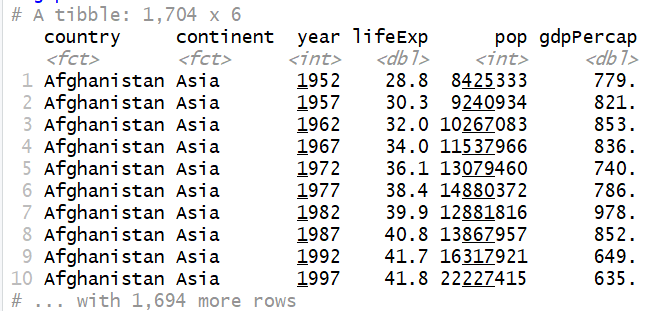 # A tibble: 1,704 x 6
country continent year lifeExp pop gdpPercap
<fct> <fct> <int> <dbl> <int> <dbl>
1 Afghanistan Asia 1952 28.8 8425333 779.
2 Afghanistan Asia 1957 30.3 9240934 821.
3 Afghanistan Asia 1962 32.0 10267083 853.
4 Afghanistan Asia 1967 34.0 11537966 836.
5 Afghanistan Asia 1972 36.1 13079460 740.
6 Afghanistan Asia 1977 38.4 14880372 786.
7 Afghanistan Asia 1982 39.9 12881816 978.
8 Afghanistan Asia 1987 40.8 13867957 852.
9 Afghanistan Asia 1992 41.7 16317921 649.
10 Afghanistan Asia 1997 41.8 22227415 635.
# ... with 1,694 more rows